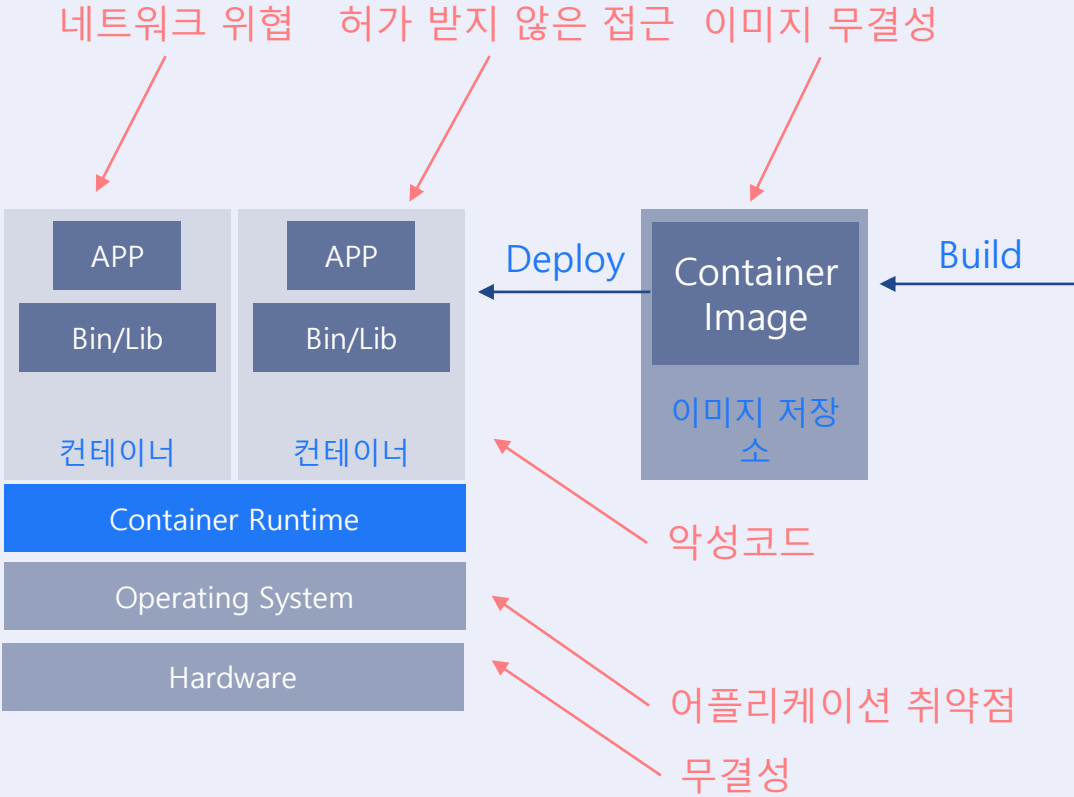 네트워크 위협
허가 받지 않은 접근
이미지 무결성
APP
APP
Bin/Lib
Bin/Lib
컨테이너
컨테이너
Deploy
Container
Image
이미지 저장
소
Build
Container Runtime
악성코드
Operating System
Hardware
어플리케이션 취약점
무결성